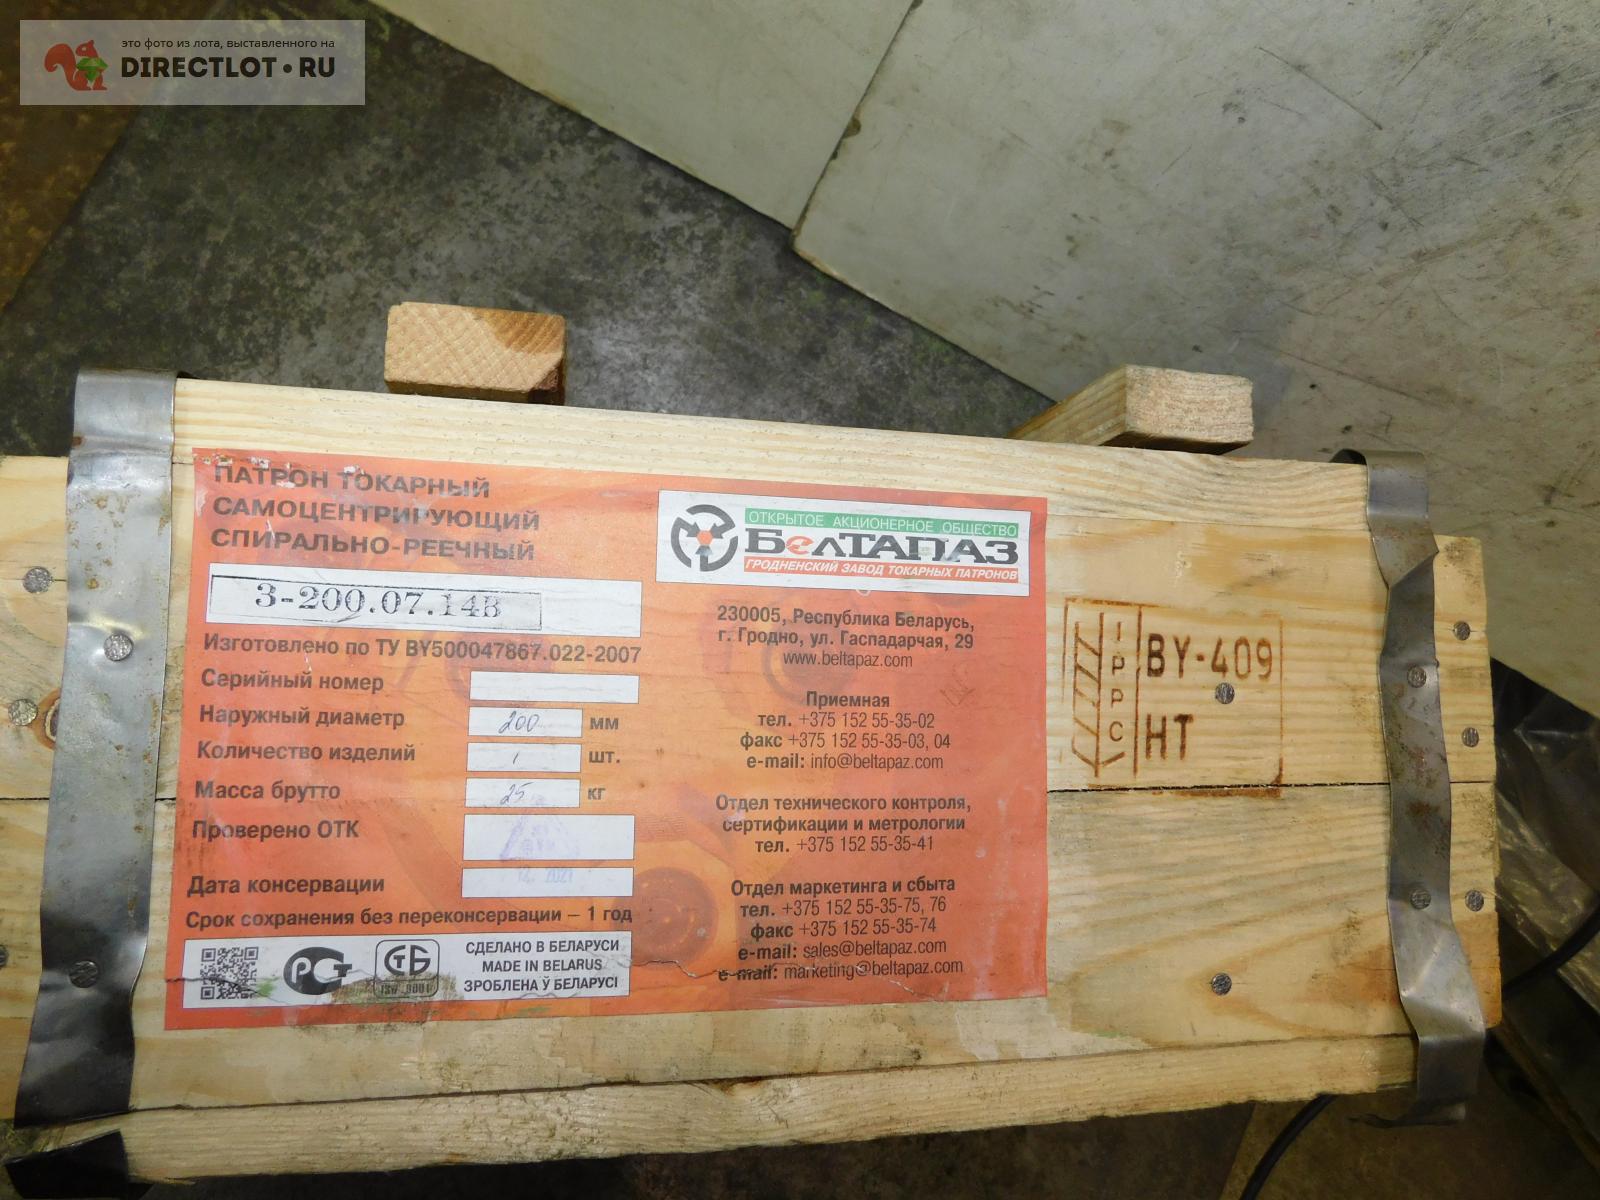 это фото из лота, выставленного на
DIRECTLOT.RU
ПАТРОН ТОКАРНЫЙ
САМОЦЕНТРИРУЮЩИЙ
СПИРАЛЬНО-РЕЕЧНЫЙ
3-200.07.14В
Изготовлено по ТУ BY500047867.022-2007
Серийный номер
Наружный диаметр 200 мм
Количество изделий 1 шт.
Масса брутто 25 кг
Проверено ОТК
Дата консервации 12. 2021
Срок сохранения без переконсервации – 1 год
РСТ
СТБ
ISO 9001
СДЕЛАНО В БЕЛАРУСИ
MADE IN BELARUS
ЗРОБЛЕНА Ў БЕЛАРУСІ
ОТКРЫТОЕ АКЦИОНЕРНОЕ ОБЩЕСТВО
БелТАПАЗ
ГРОДНЕНСКИЙ ЗАВОД ТОКАРНЫХ ПАТРОНОВ
230005, Республика Беларусь,
г. Гродно, ул. Гаспадарчая, 29
www.beltapaz.com
Приемная
тел. +375 152 55-35-02
факс +375 152 55-35-03, 04
e-mail: info@beltapaz.com
Отдел технического контроля,
сертификации и метрологии
тел. +375 152 55-35-41
Отдел маркетинга и сбыта
тел. +375 152 55-35-75, 76
факс +375 152 55-35-74
e-mail: sales@beltapaz.com
e-mail: marketing@beltapaz.com
IPPC
BY-409
HT